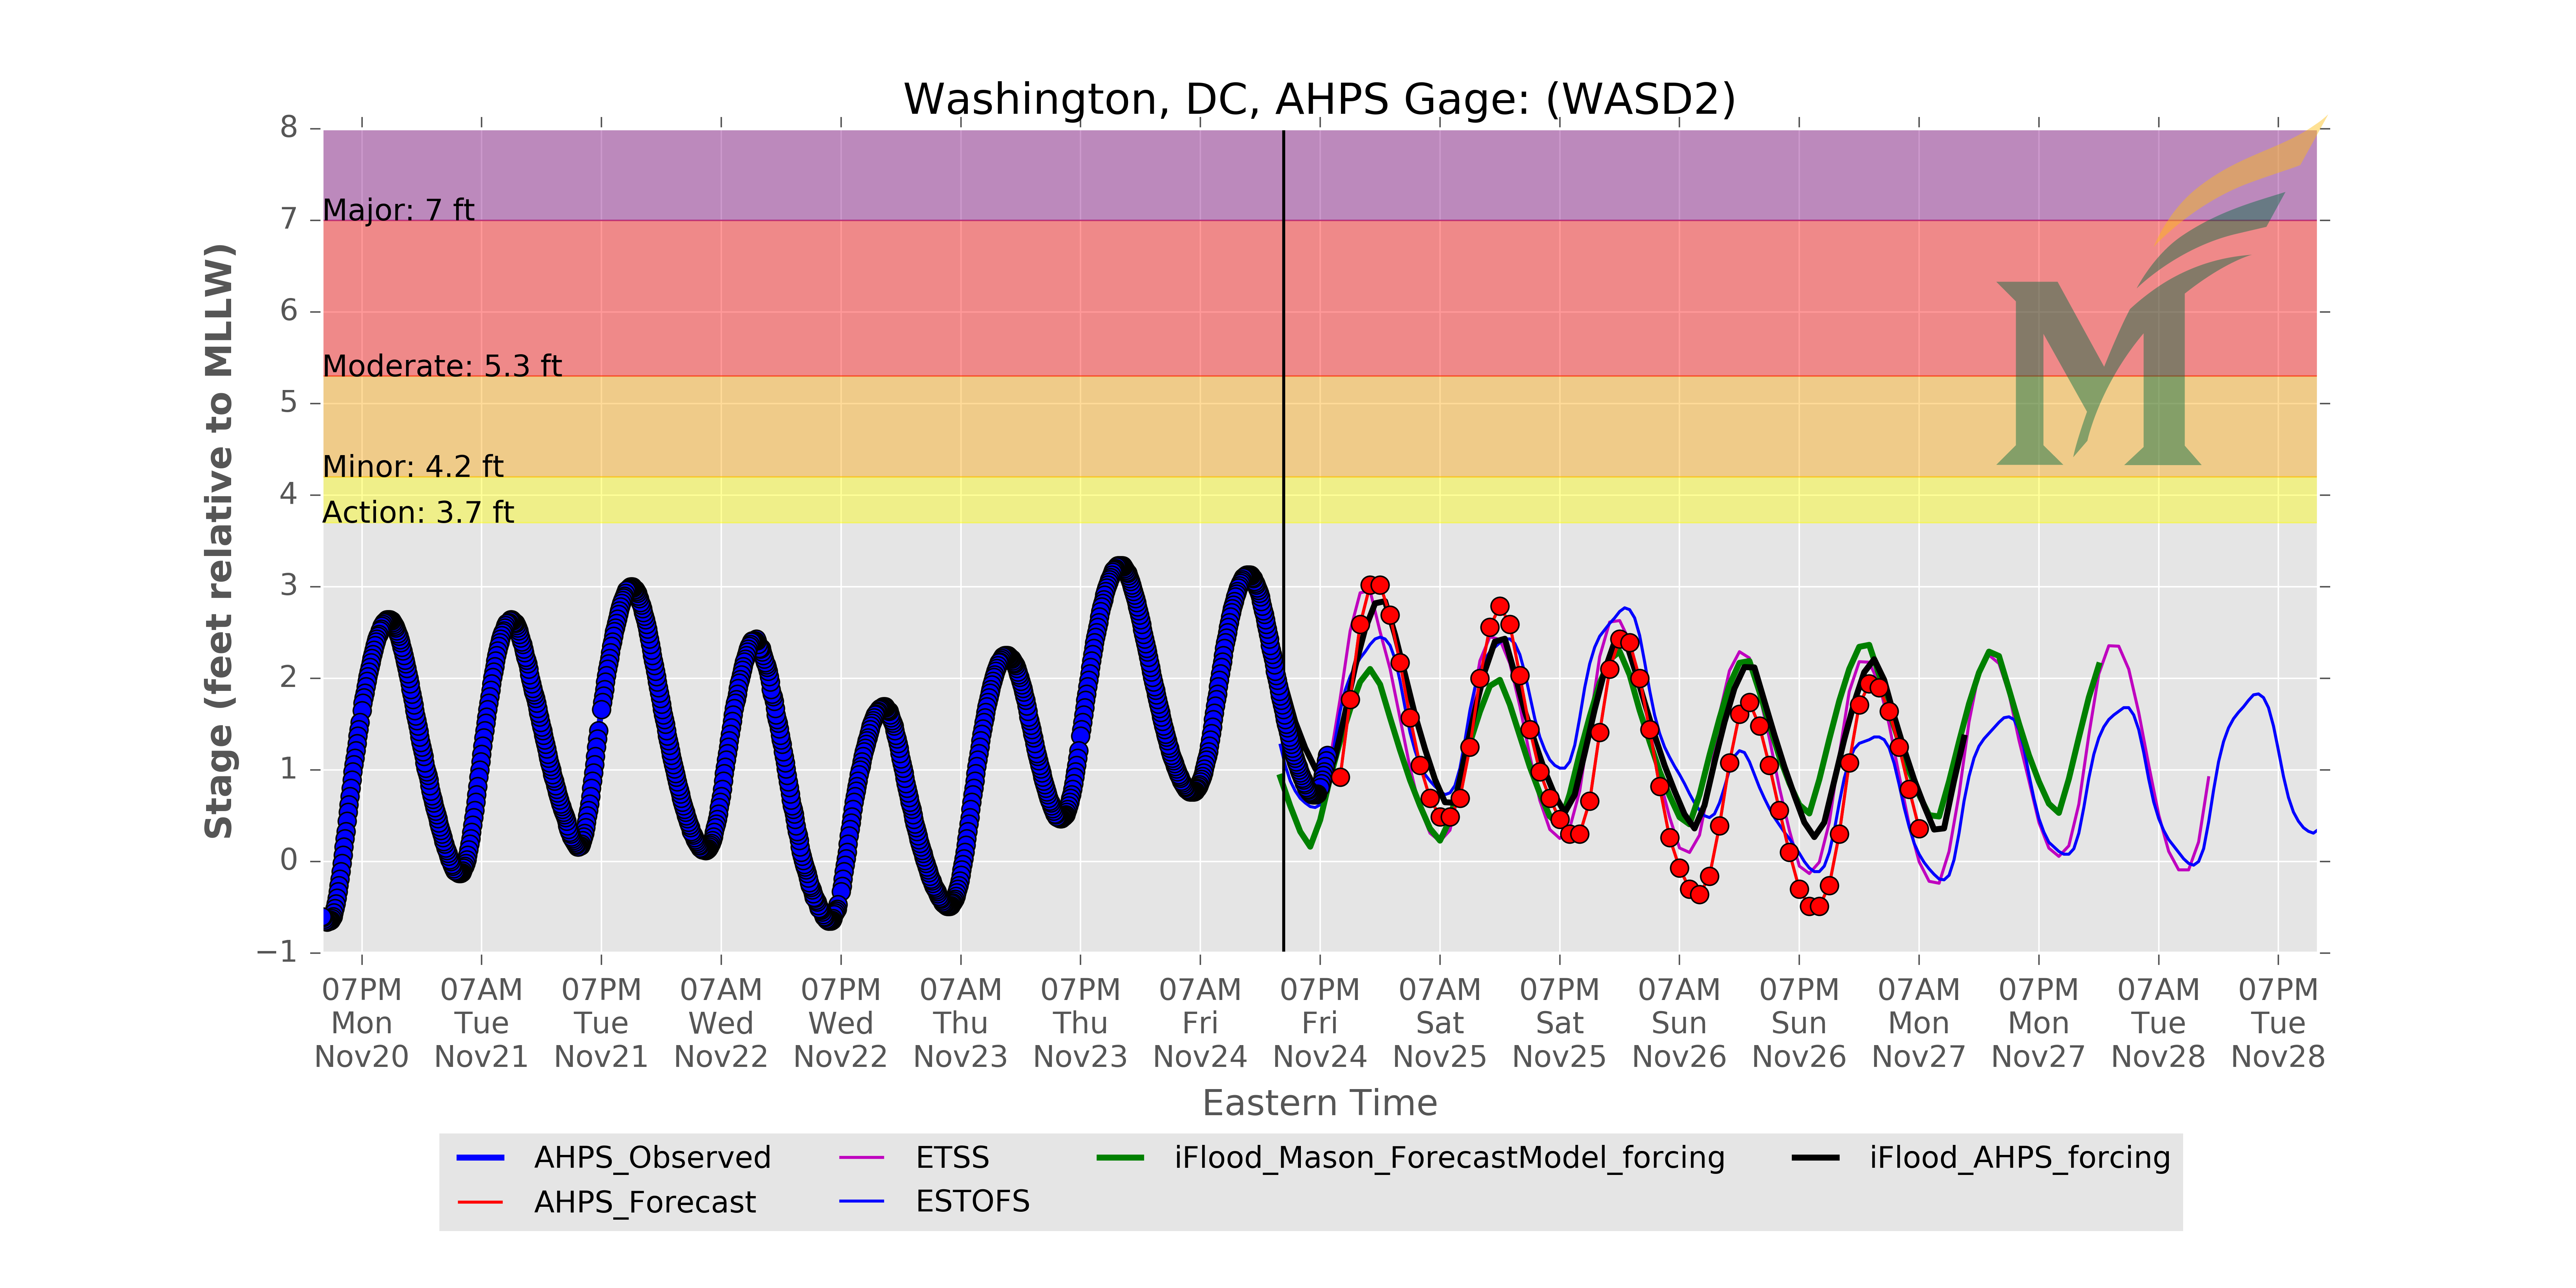 Washington, DC, AHPS Gage: (WASD2)
8
7
6
5
4
3
2
1
0
−1
Stage (feet relative to MLLW)
Major: 7 ft
Moderate: 5.3 ft
Minor: 4.2 ft
Action: 3.7 ft
M
07PM 07AM 07PM 07AM 07PM 07AM 07PM 07AM 07PM 07AM 07PM 07AM 07PM 07AM 07PM 07AM 07PM
Mon Tue Tue Wed Wed Thu Thu Fri Fri Sat Sat Sun Sun Mon Mon Tue Tue
Nov20 Nov21 Nov21 Nov22 Nov22 Nov23 Nov23 Nov24 Nov24 Nov25 Nov25 Nov26 Nov26 Nov27 Nov27 Nov28 Nov28
Eastern Time
AHPS_Observed ETSS iFlood_Mason_ForecastModel_forcing iFlood_AHPS_forcing
AHPS_Forecast ESTOFS